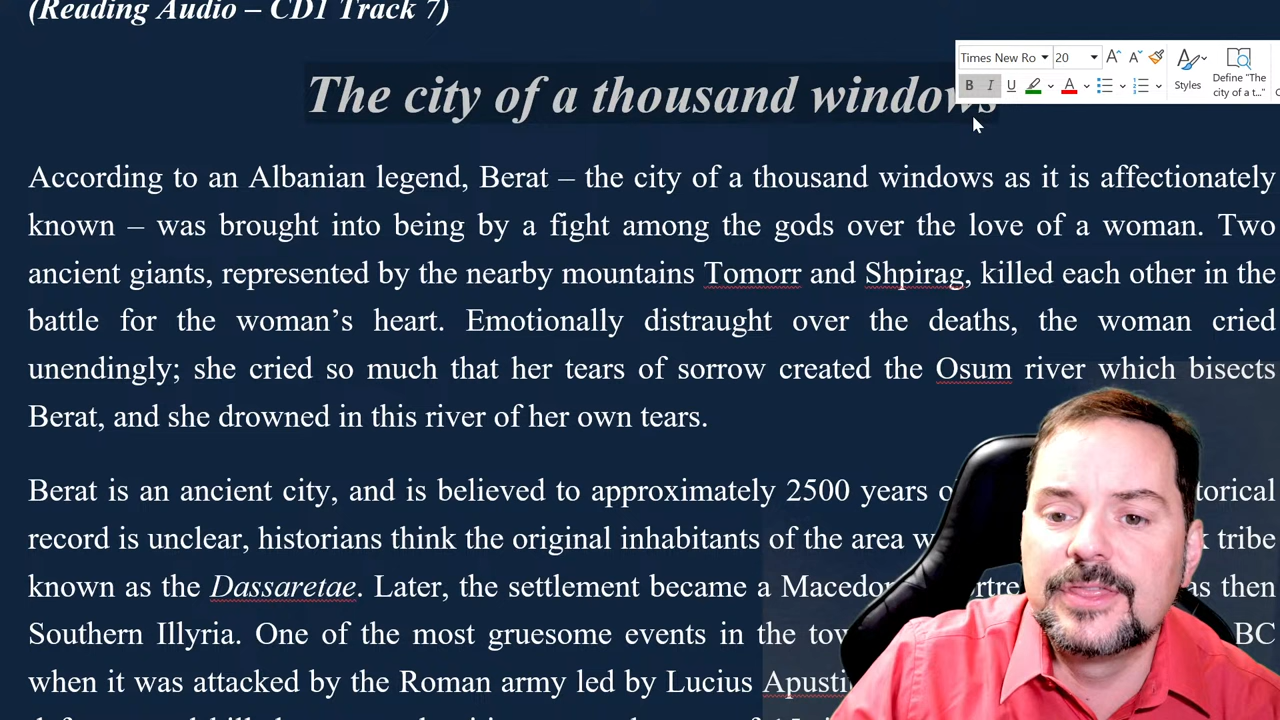 (Reading Audio – CD1 Track 7)
Times New Ro 20
Styles
Define "The
city of a t..."
The city of a thousand windows
According to an Albanian legend, Berat – the city of a thousand windows as it is affectionately
known – was brought into being by a fight among the gods over the love of a woman. Two
ancient giants, represented by the nearby mountains Tomorr and Shpirag, killed each other in the
battle for the woman's heart. Emotionally distraught over the deaths, the woman cried
unendingly; she cried so much that her tears of sorrow created the Osum river which bisects
Berat, and she drowned in this river of her own tears.
Berat is an ancient city, and is believed to approximately 2500 years
record is unclear, historians think the original inhabitants of the area tribe
known as the Dassaretae. Later, the settlement became a as then
Southern Illyria. One of the most gruesome events in the BC
when it was attacked by the Roman army led by Lucius